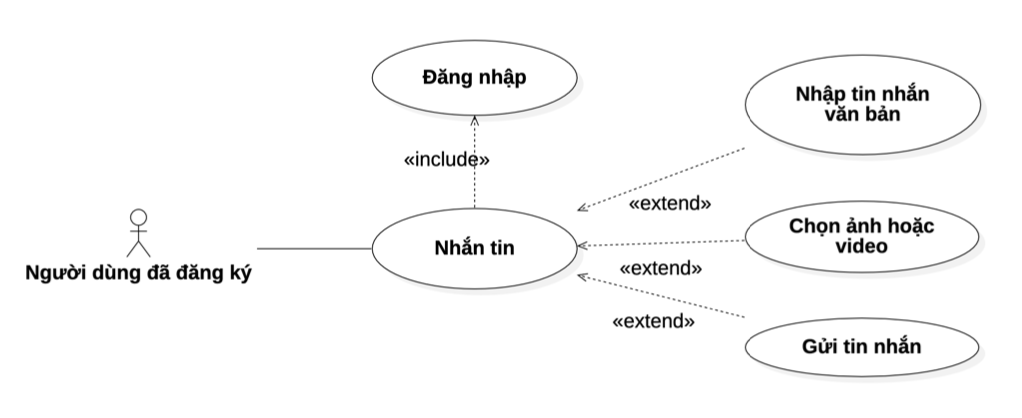 Đăng nhập
Nhập tin nhắn
văn bản
«include»
«extend»
Chọn ảnh hoặc
video
Nhắn tin
Người dùng đã đăng ký
«extend»
«extend»
Gửi tin nhắn